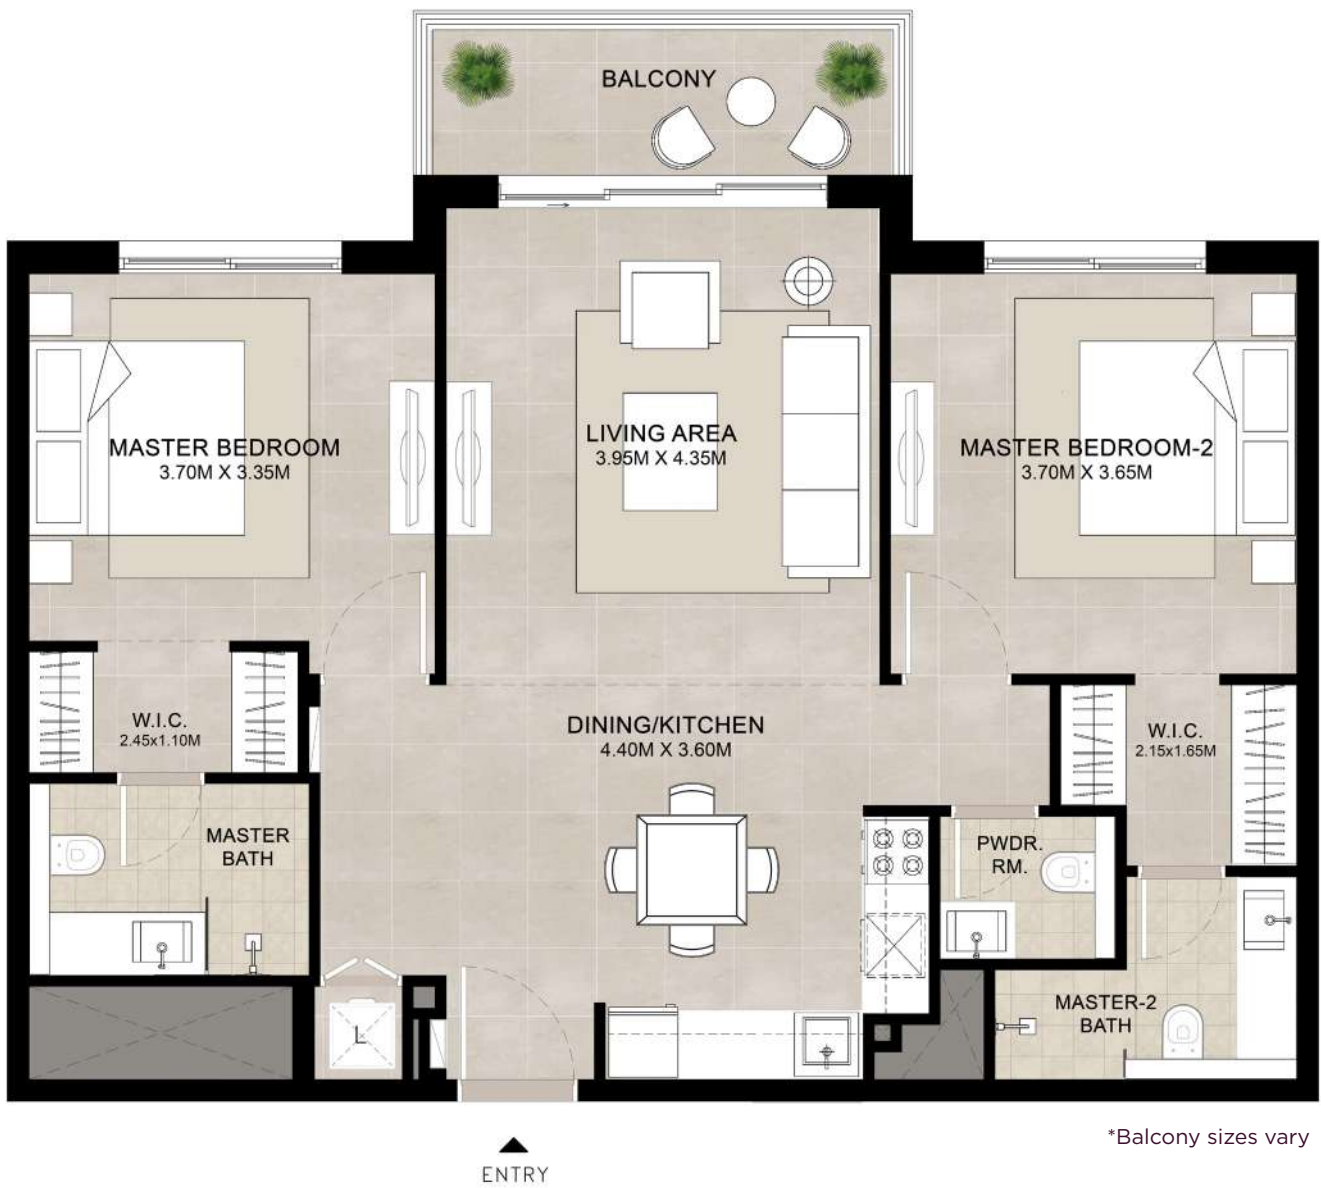 BALCONY
MASTER BEDROOM
3.70M X 3.35M
LIVING AREA
3.95M X 4.35M
MASTER BEDROOM-2
3.70M X 3.65M
W.I.C.
2.45x1.10M
DINING/KITCHEN
4.40M X 3.60M
W.I.C.
2.15x1.65M
MASTER
BATH
PWDR.
RM.
MASTER-2
BATH
L
*Balcony sizes vary
ENTRY